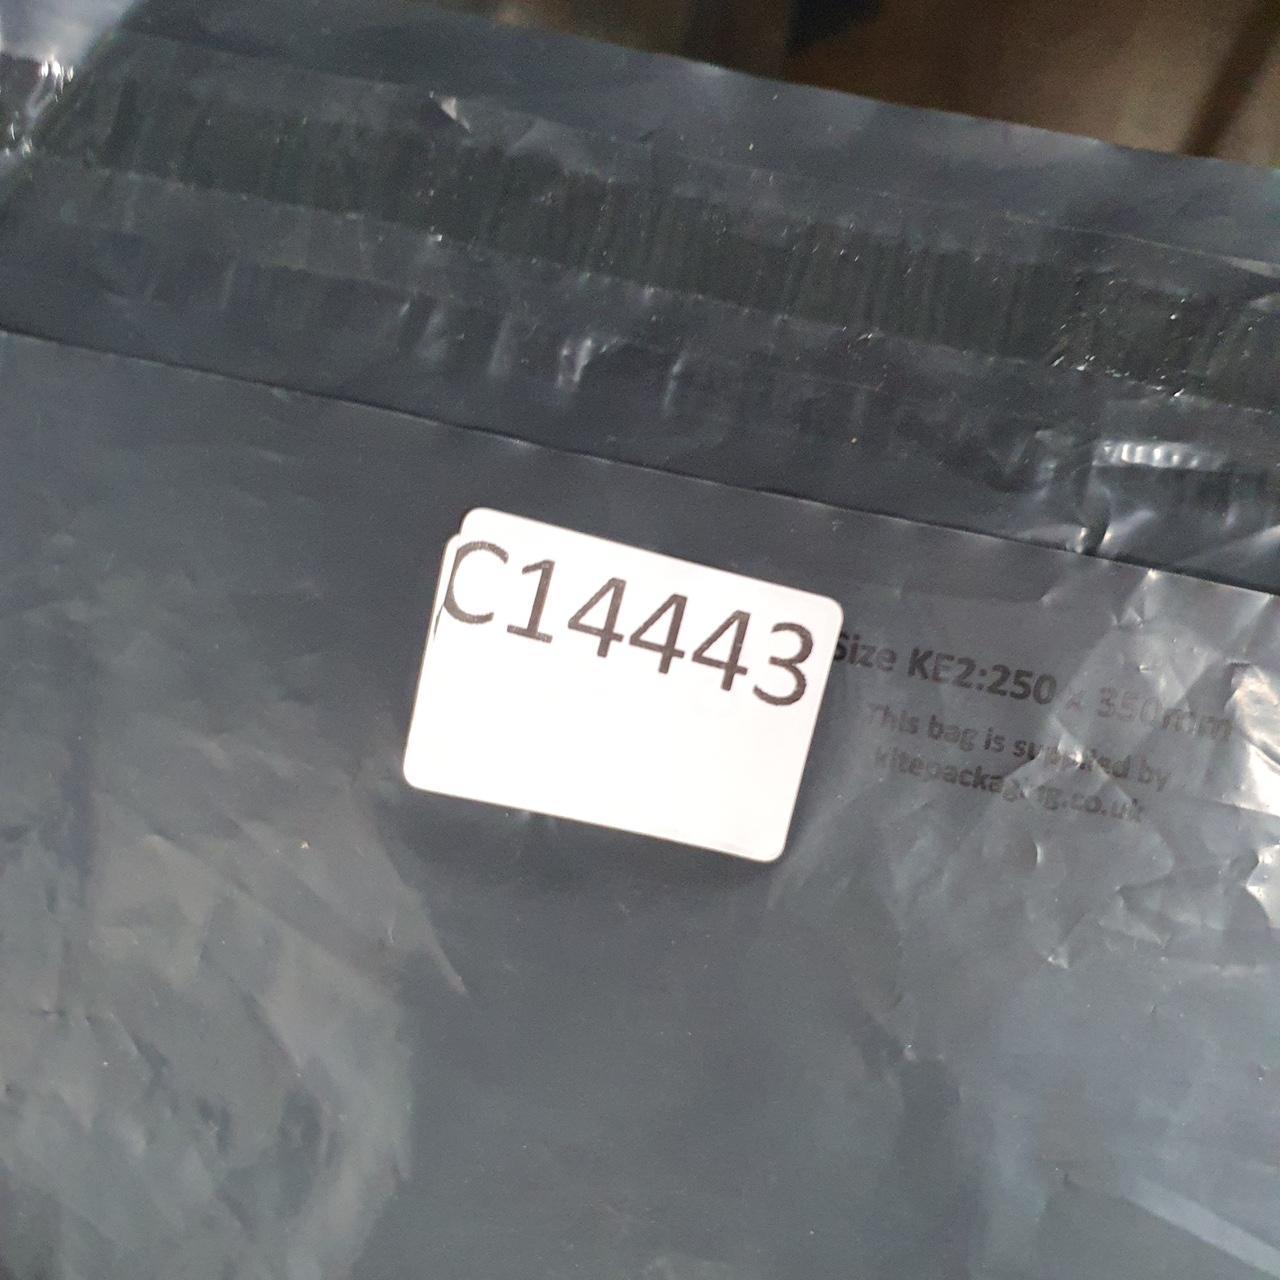 C14443
Size KE2:250 x 350mm
This bag is supplied by
kitepackaging.co.uk